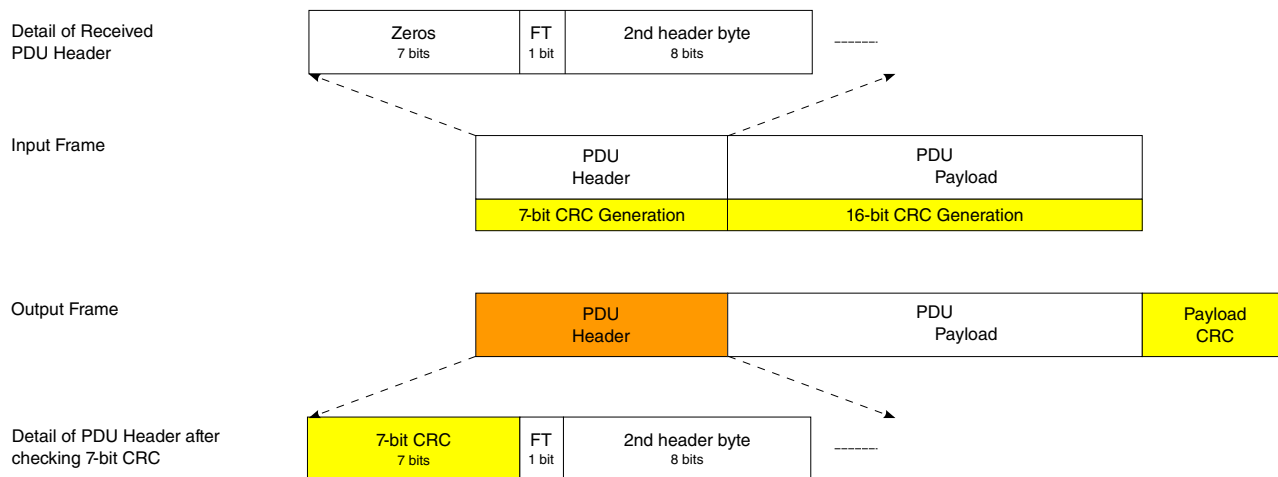 Detail of Received
PDU Header
Zeros
7 bits
FT
1 bit
2nd header byte
8 bits
Input Frame
PDU
Header
PDU
Payload
7-bit CRC Generation
16-bit CRC Generation
Output Frame
PDU
Header
PDU
Payload
Payload
CRC
Detail of PDU Header after
checking 7-bit CRC
7-bit CRC
7 bits
FT
1 bit
2nd header byte
8 bits